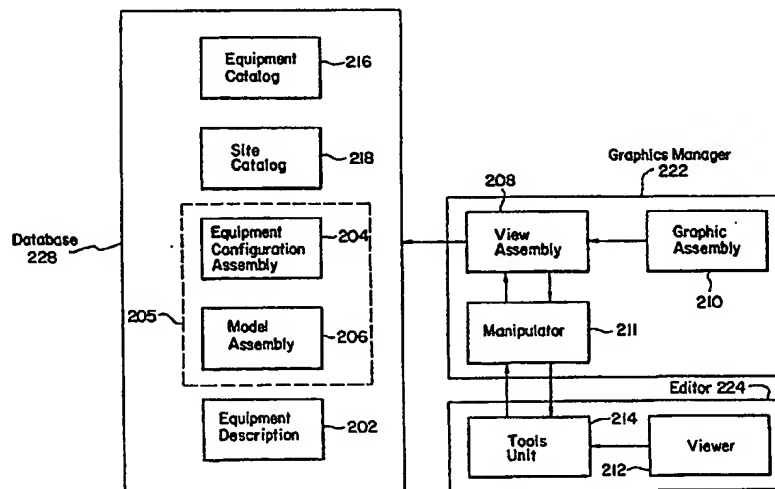 Equipment
Catalog
216
Site
Catalog
218
Equipment
Configuration
Assembly
204
205
Model
Assembly
206
Equipment
Description
202
Database
228
Graphics Manager
222
208
View
Assembly
Graphic
Assembly
210
Manipulator
211
Editor 224
214
Tools
Unit
Viewer
212